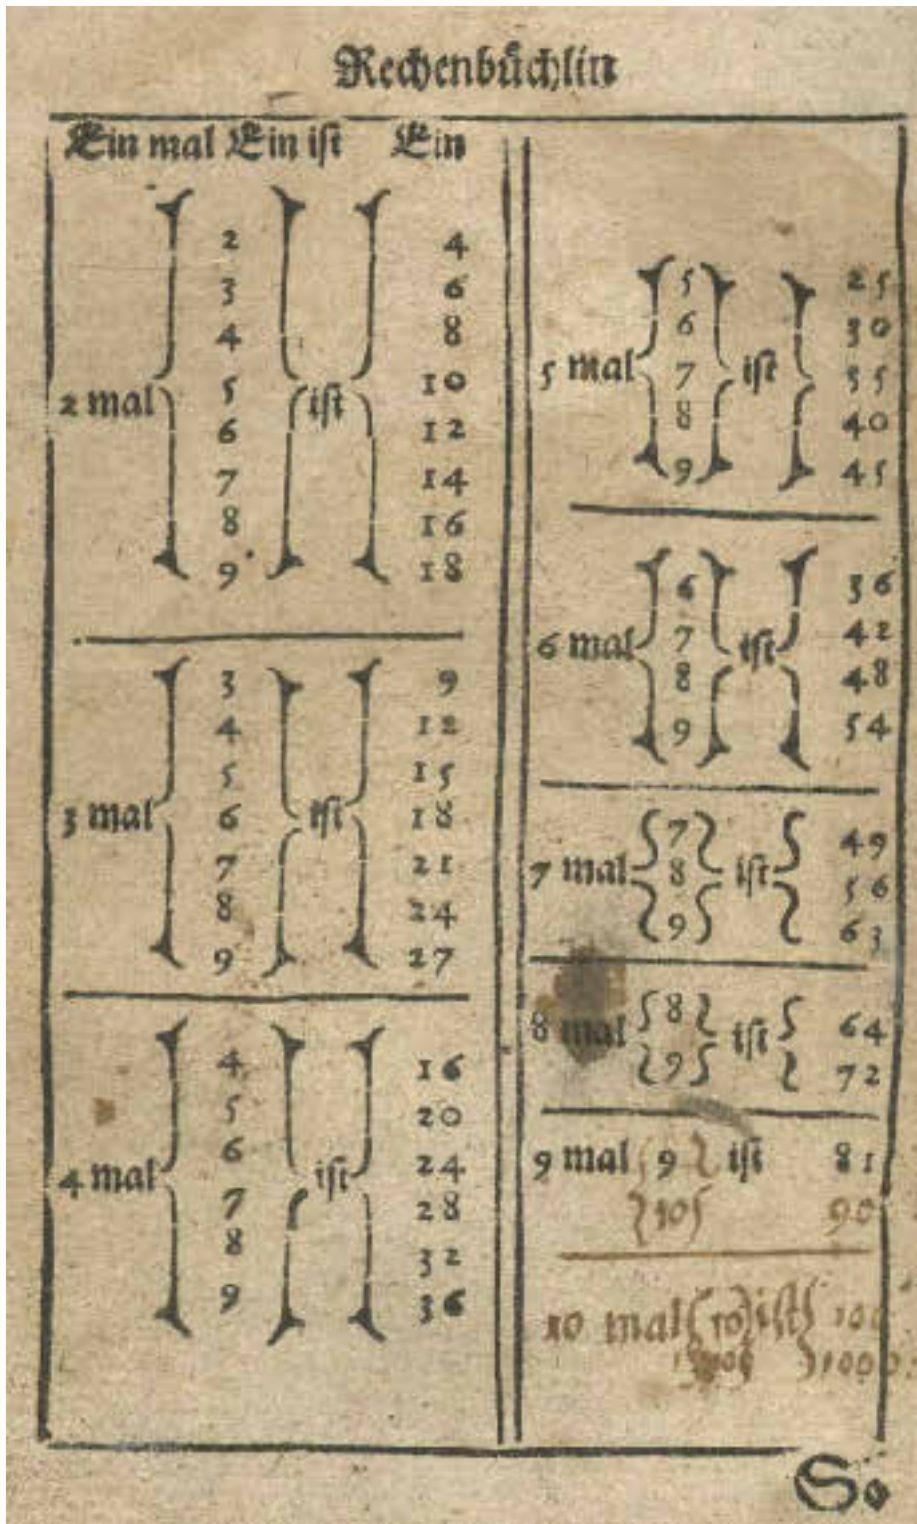 Rechenbuͤchlin
Ein mal Ein ist Ein
2 4
3 6
4 8
5 10
2 mal ist
6 12
7 14
8 16
9 18
3 9
4 12
5 15
3 mal 6 ist 18
7 21
8 24
9 27
4 16
5 20
6 24
4 mal ist
7 28
8 32
9 36
5 25
6 30
5 mal 7 ist 35
8 40
9 45
6 36
7 42
6 mal ist
8 48
9 54
7 49
7 mal 8 ist 56
9 63
8 64
8 mal ist
9 72
9 mal 9 ist 81
10 90
10 mal 10 ist 100
1000
So